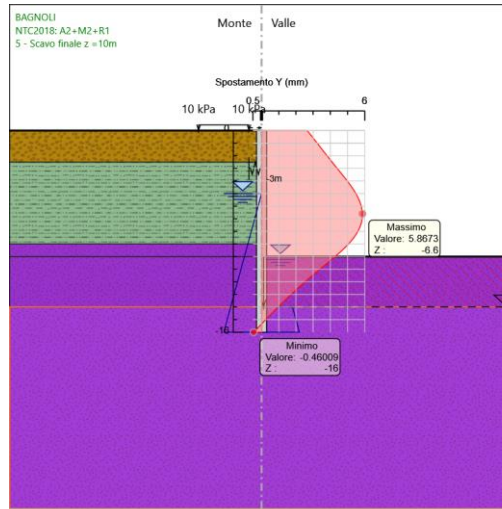 BAGNOLI
NTC2018: A2+M2+R1
5 - Scavo finale z =10m
Monte Valle
Spostamento Y (mm)
0.5 6
10 kPa 10 kPa
-3m
Massimo
Valore: 5.8673
Z : -6.6
-16
Minimo
Valore: -0.46009
Z : -16